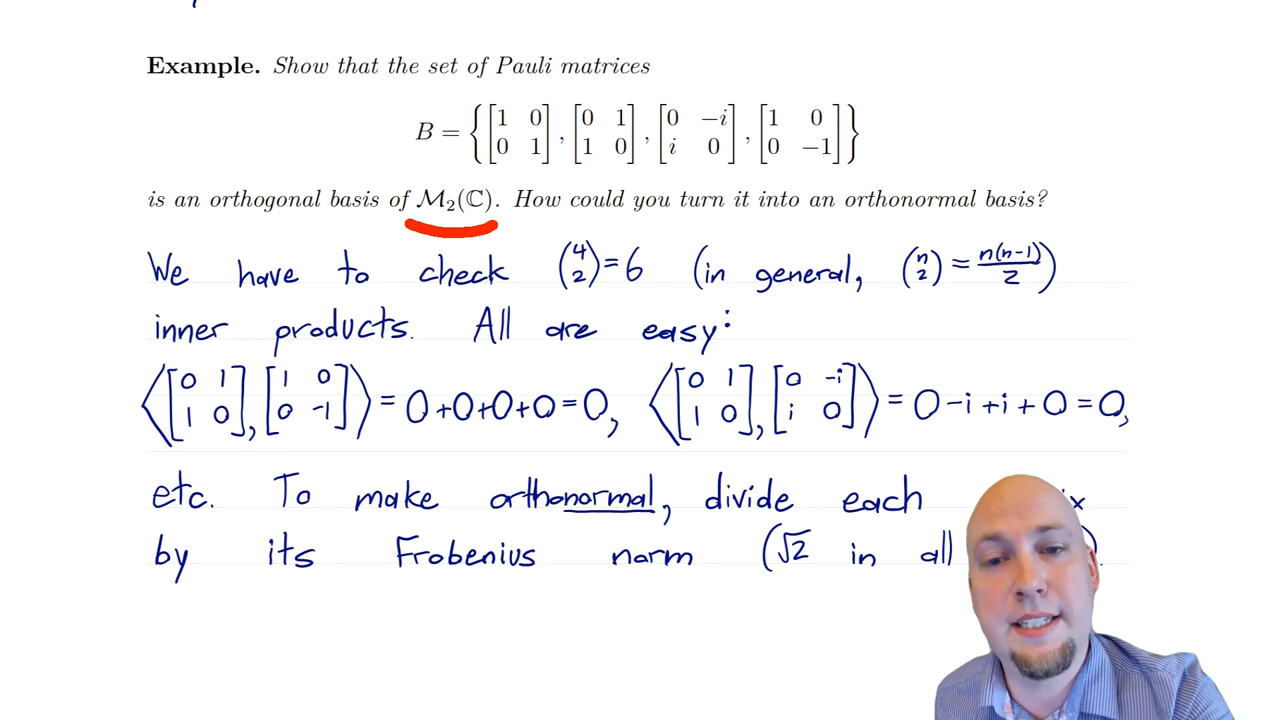 Example. Show that the set of Pauli matrices
B = { [1 0; 0 1], [0 1; 1 0], [0 -i; i 0], [1 0; 0 -1] }
is an orthogonal basis of M₂(ℂ). How could you turn it into an orthonormal basis?
We have to check (4 2) = 6 (in general, (n 2) = n(n-1)/2)
inner products. All are easy:
⟨[0 1; 1 0], [1 0; 0 -1]⟩ = 0+0+0+0 = 0, ⟨[0 1; 1 0], [0 -i; i 0]⟩ = 0 - i + i + 0 = 0,
etc. To make orthonormal, divide each
by its Frobenius norm (√2 in all